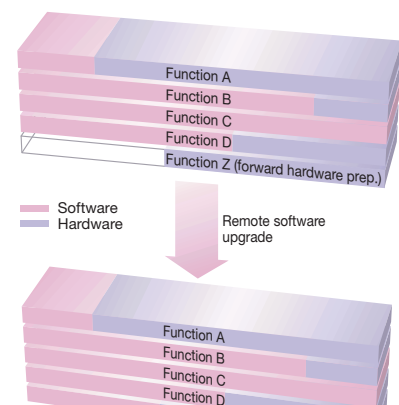 Function A
Function B
Function C
Function D
Function Z (forward hardware prep.)
Software
Hardware
Remote software
upgrade
Function A
Function B
Function C
Function D